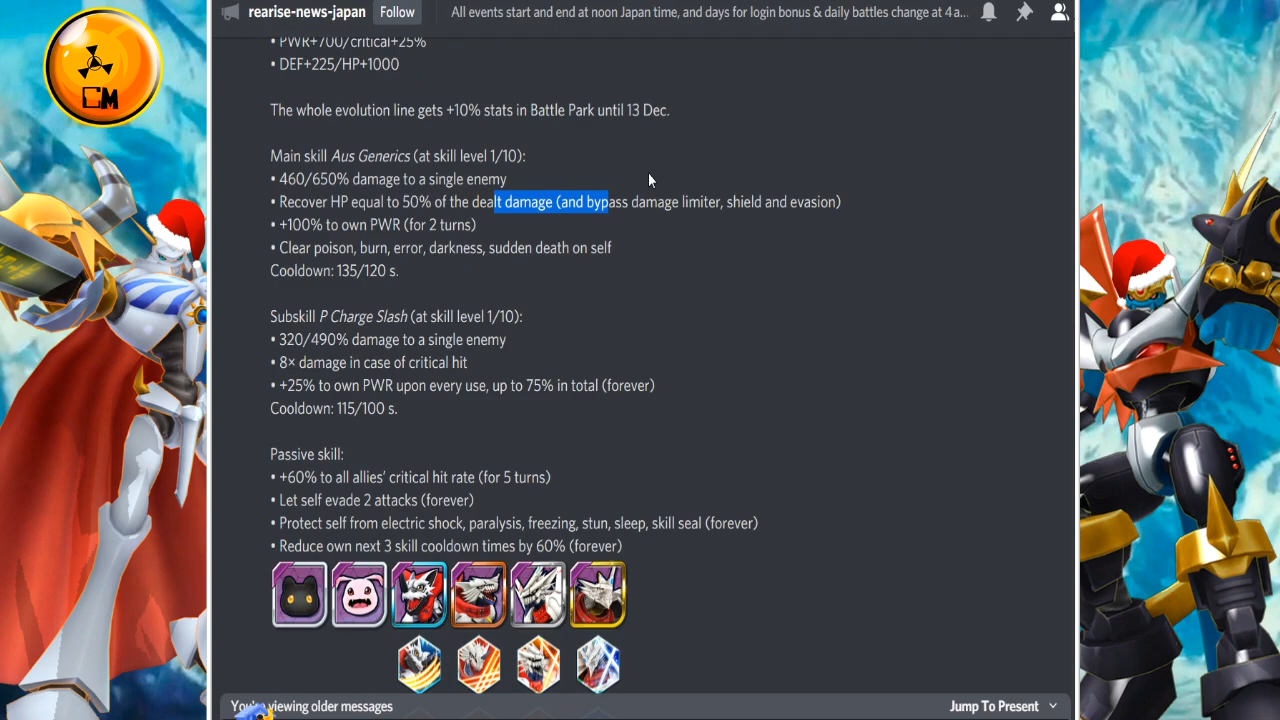 rearise-news-japan
Follow
All events start and end at noon Japan time, and days for login bonus & daily battles change at 4 a...
CM
• PWR+700/critical+25%
• DEF+225/HP+1000
The whole evolution line gets +10% stats in Battle Park until 13 Dec.
Main skill Aus Generics (at skill level 1/10):
• 460/650% damage to a single enemy
• Recover HP equal to 50% of the dealt damage (and bypass damage limiter, shield and evasion)
• +100% to own PWR (for 2 turns)
• Clear poison, burn, error, darkness, sudden death on self
Cooldown: 135/120 s.
Subskill P Charge Slash (at skill level 1/10):
• 320/490% damage to a single enemy
• 8× damage in case of critical hit
• +25% to own PWR upon every use, up to 75% in total (forever)
Cooldown: 115/100 s.
Passive skill:
• +60% to all allies' critical hit rate (for 5 turns)
• Let self evade 2 attacks (forever)
• Protect self from electric shock, paralysis, freezing, stun, sleep, skill seal (forever)
• Reduce own next 3 skill cooldown times by 60% (forever)
viewing older messages
Jump To Present